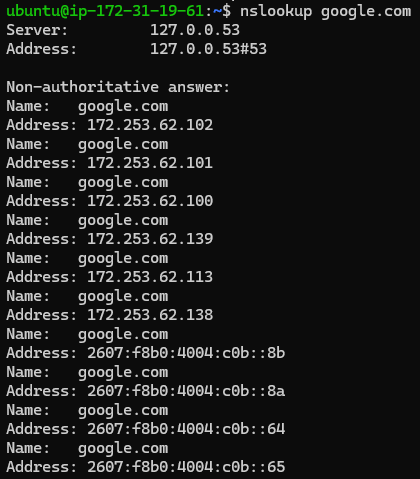 ubuntu@ip-172-31-19-61:~$ nslookup google.com
Server:         127.0.0.53
Address:        127.0.0.53#53

Non-authoritative answer:
Name:   google.com
Address: 172.253.62.102
Name:   google.com
Address: 172.253.62.101
Name:   google.com
Address: 172.253.62.100
Name:   google.com
Address: 172.253.62.139
Name:   google.com
Address: 172.253.62.113
Name:   google.com
Address: 172.253.62.138
Name:   google.com
Address: 2607:f8b0:4004:c0b::8b
Name:   google.com
Address: 2607:f8b0:4004:c0b::8a
Name:   google.com
Address: 2607:f8b0:4004:c0b::64
Name:   google.com
Address: 2607:f8b0:4004:c0b::65